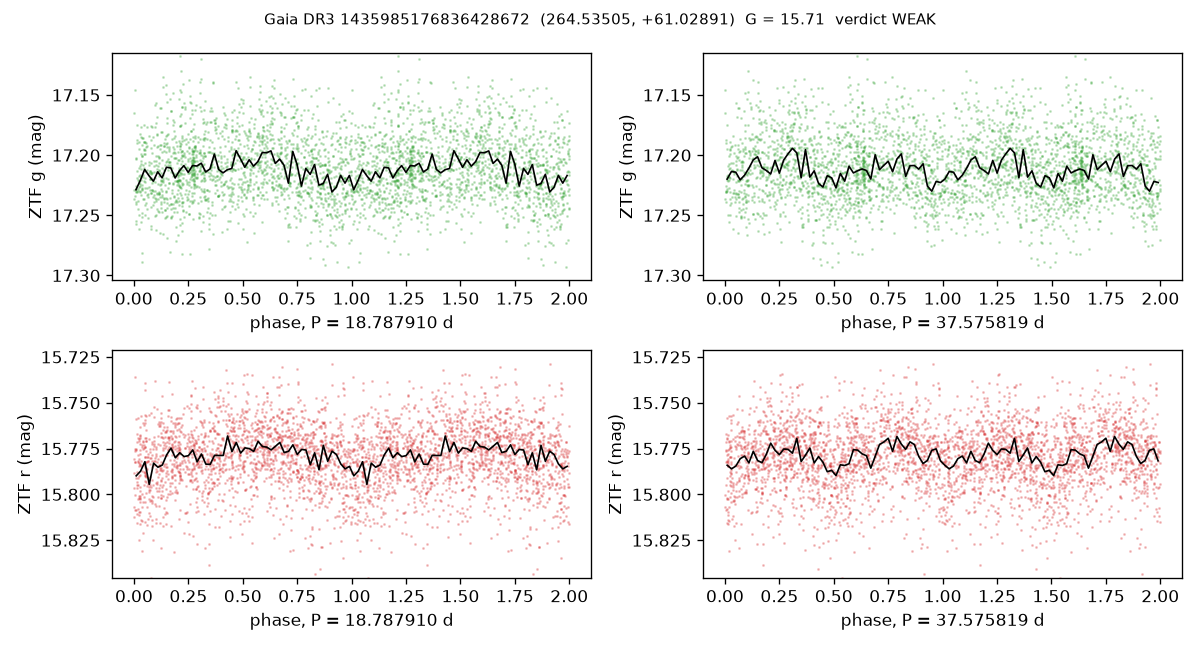 Gaia DR3 1435985176836428672  (264.53505, +61.02891)  G = 15.71  verdict WEAK
ZTF g (mag)
17.15
17.20
17.25
17.30
0.00 0.25 0.50 0.75 1.00 1.25 1.50 1.75 2.00
phase, P = 18.787910 d
ZTF g (mag)
17.15
17.20
17.25
17.30
0.00 0.25 0.50 0.75 1.00 1.25 1.50 1.75 2.00
phase, P = 37.575819 d
ZTF r (mag)
15.725
15.750
15.775
15.800
15.825
0.00 0.25 0.50 0.75 1.00 1.25 1.50 1.75 2.00
phase, P = 18.787910 d
ZTF r (mag)
15.725
15.750
15.775
15.800
15.825
0.00 0.25 0.50 0.75 1.00 1.25 1.50 1.75 2.00
phase, P = 37.575819 d